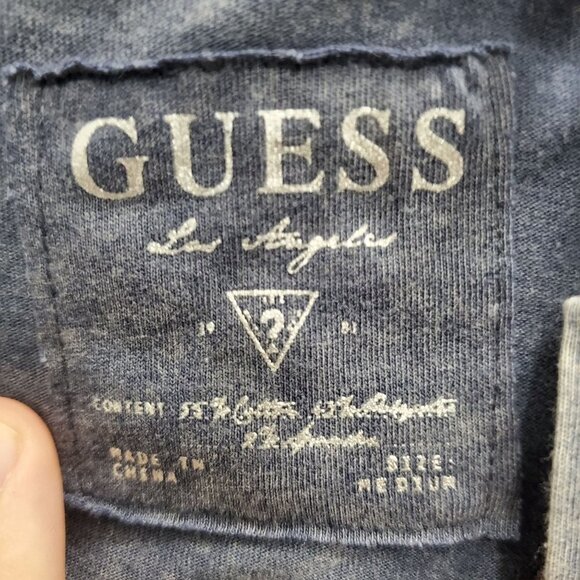 GUESS
Los Angeles
?
19 81
CONTENT 55% Cotton 43% Polyester
2% Spandex
MADE IN SIZE:
CHINA MEDIUM